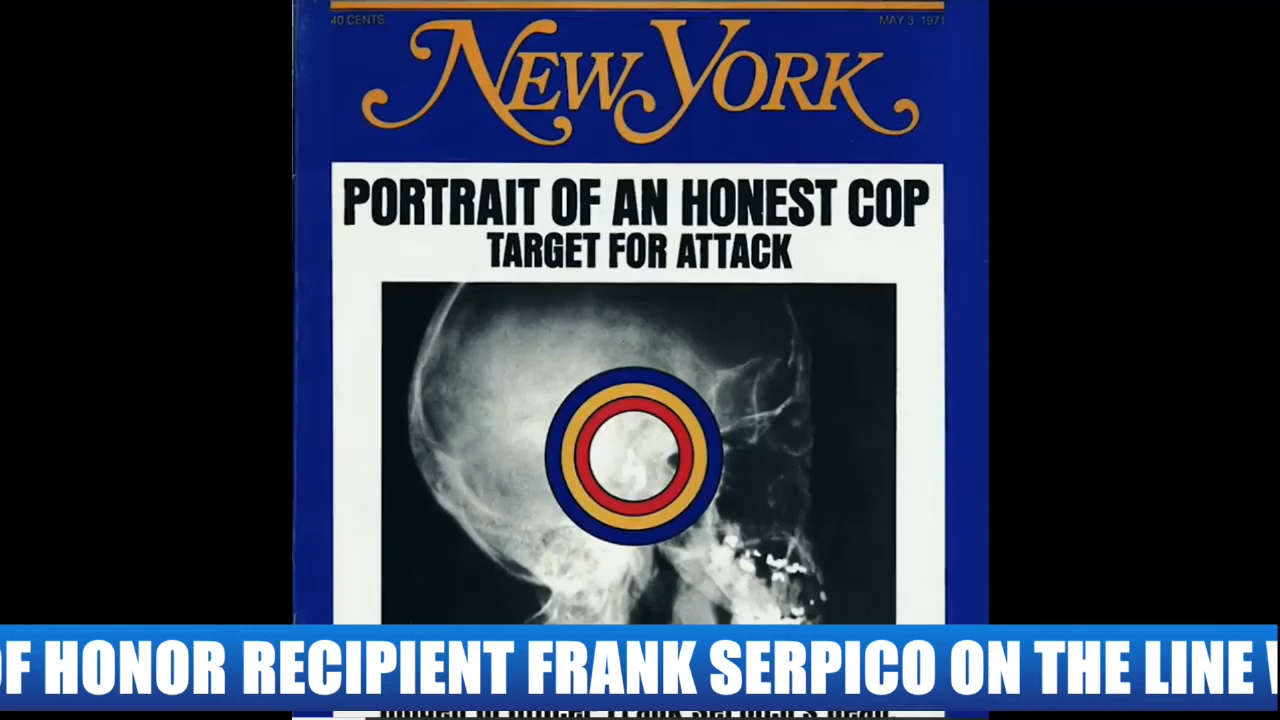 40 CENTS
MAY 3, 1971
NEW YORK
PORTRAIT OF AN HONEST COP
TARGET FOR ATTACK
OF HONOR RECIPIENT FRANK SERPICO ON THE LINE